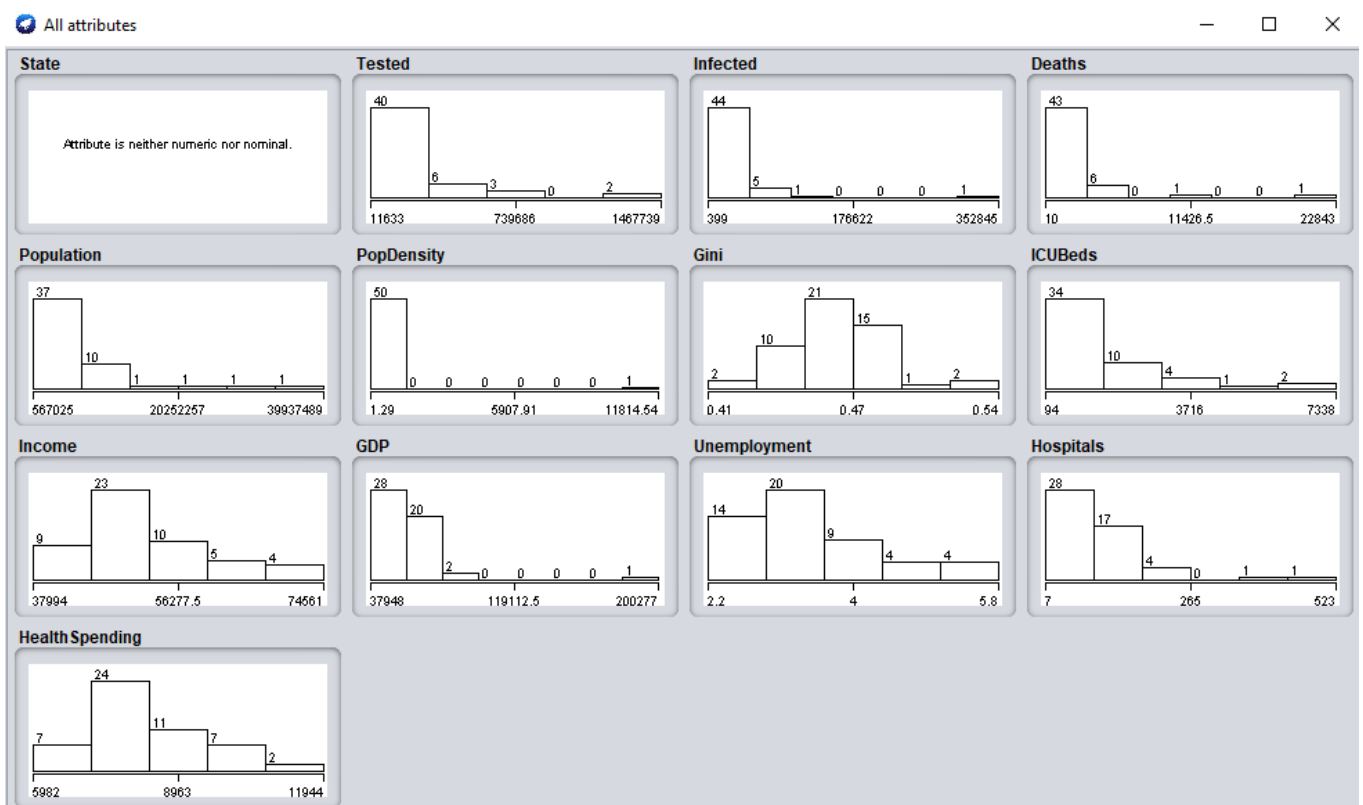 All attributes
State
Attribute is neither numeric nor nominal.
Tested
40
6
3
0
2
11633 739686 1467739
Infected
44
5
1
0
0
0
1
399 176622 352845
Deaths
43
6
0
1
0
0
1
10 11426.5 22843
Population
37
10
1
1
1
1
567025 20252257 39937489
PopDensity
50
0
0
0
0
0
0
1
1.29 5907.91 11814.54
Gini
2
10
21
15
1
2
0.41 0.47 0.54
ICUBeds
34
10
4
1
2
94 3716 7338
Income
9
23
10
5
4
37994 56277.5 74561
GDP
28
20
2
0
0
0
0
1
37948 119112.5 200277
Unemployment
14
20
9
4
4
2.2 4 5.8
Hospitals
28
17
4
0
1
1
7 265 523
HealthSpending
7
24
11
7
2
5982 8963 11944